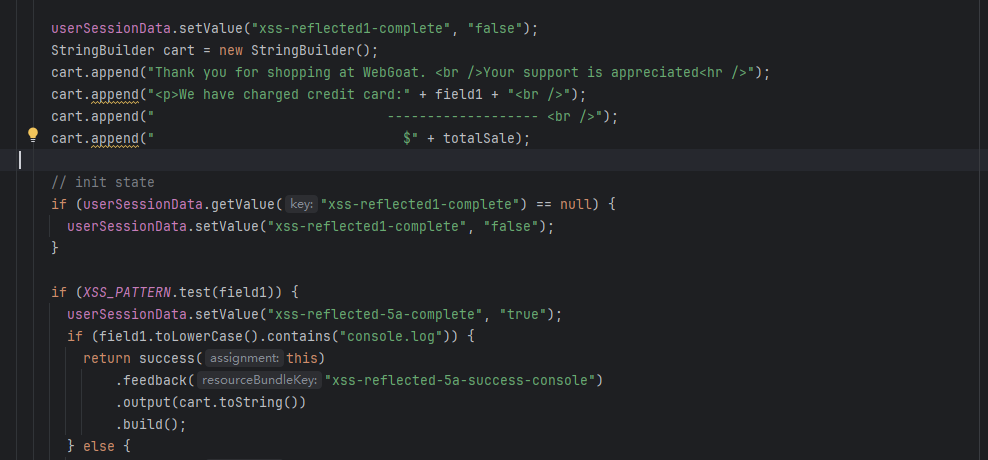 userSessionData.setValue("xss-reflected1-complete", "false");
StringBuilder cart = new StringBuilder();
cart.append("Thank you for shopping at WebGoat. <br />Your support is appreciated<hr />");
cart.append("<p>We have charged credit card:" + field1 + "<br />");
cart.append("                             ------------------- <br />");
cart.append("                               $" + totalSale);
// init state
if (userSessionData.getValue( key: "xss-reflected1-complete") == null) {
  userSessionData.setValue("xss-reflected1-complete", "false");
}
if (XSS_PATTERN.test(field1)) {
  userSessionData.setValue("xss-reflected-5a-complete", "true");
  if (field1.toLowerCase().contains("console.log")) {
    return success( assignment: this)
        .feedback( resourceBundleKey: "xss-reflected-5a-success-console")
        .output(cart.toString())
        .build();
  } else {